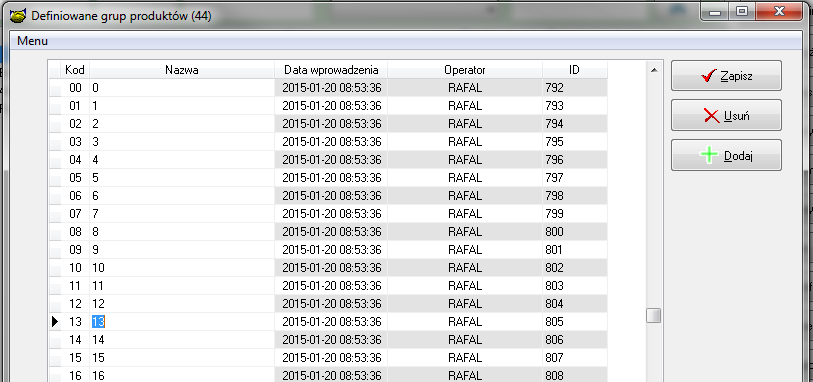 Definiowane grup produktów (44)
Menu
Kod Nazwa Data wprowadzenia Operator ID
00 0 2015-01-20 08:53:36 RAFAL 792
01 1 2015-01-20 08:53:36 RAFAL 793
02 2 2015-01-20 08:53:36 RAFAL 794
03 3 2015-01-20 08:53:36 RAFAL 795
04 4 2015-01-20 08:53:36 RAFAL 796
05 5 2015-01-20 08:53:36 RAFAL 797
06 6 2015-01-20 08:53:36 RAFAL 798
07 7 2015-01-20 08:53:36 RAFAL 799
08 8 2015-01-20 08:53:36 RAFAL 800
09 9 2015-01-20 08:53:36 RAFAL 801
10 10 2015-01-20 08:53:36 RAFAL 802
11 11 2015-01-20 08:53:36 RAFAL 803
12 12 2015-01-20 08:53:36 RAFAL 804
13 13 2015-01-20 08:53:36 RAFAL 805
14 14 2015-01-20 08:53:36 RAFAL 806
15 15 2015-01-20 08:53:36 RAFAL 807
16 16 2015-01-20 08:53:36 RAFAL 808
Zapisz
Usuń
Dodaj